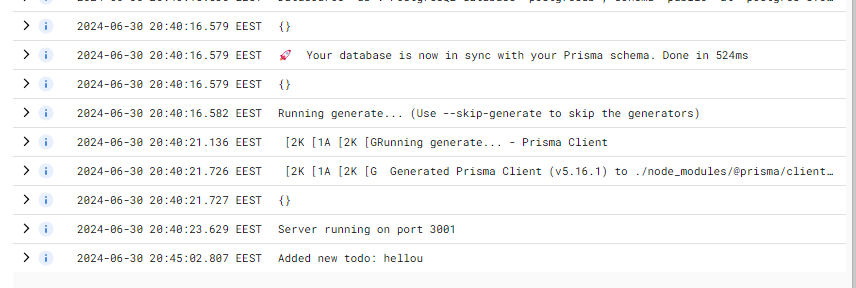 2024-06-30 20:40:16.579 EEST {}
2024-06-30 20:40:16.579 EEST 🚀 Your database is now in sync with your Prisma schema. Done in 524ms
2024-06-30 20:40:16.579 EEST {}
2024-06-30 20:40:16.582 EEST Running generate... (Use --skip-generate to skip the generators)
2024-06-30 20:40:21.136 EEST [2K [1A [2K [GRunning generate... - Prisma Client
2024-06-30 20:40:21.726 EEST [2K [1A [2K [G Generated Prisma Client (v5.16.1) to ./node_modules/@prisma/client…
2024-06-30 20:40:21.727 EEST {}
2024-06-30 20:40:23.629 EEST Server running on port 3001
2024-06-30 20:45:02.807 EEST Added new todo: hellou